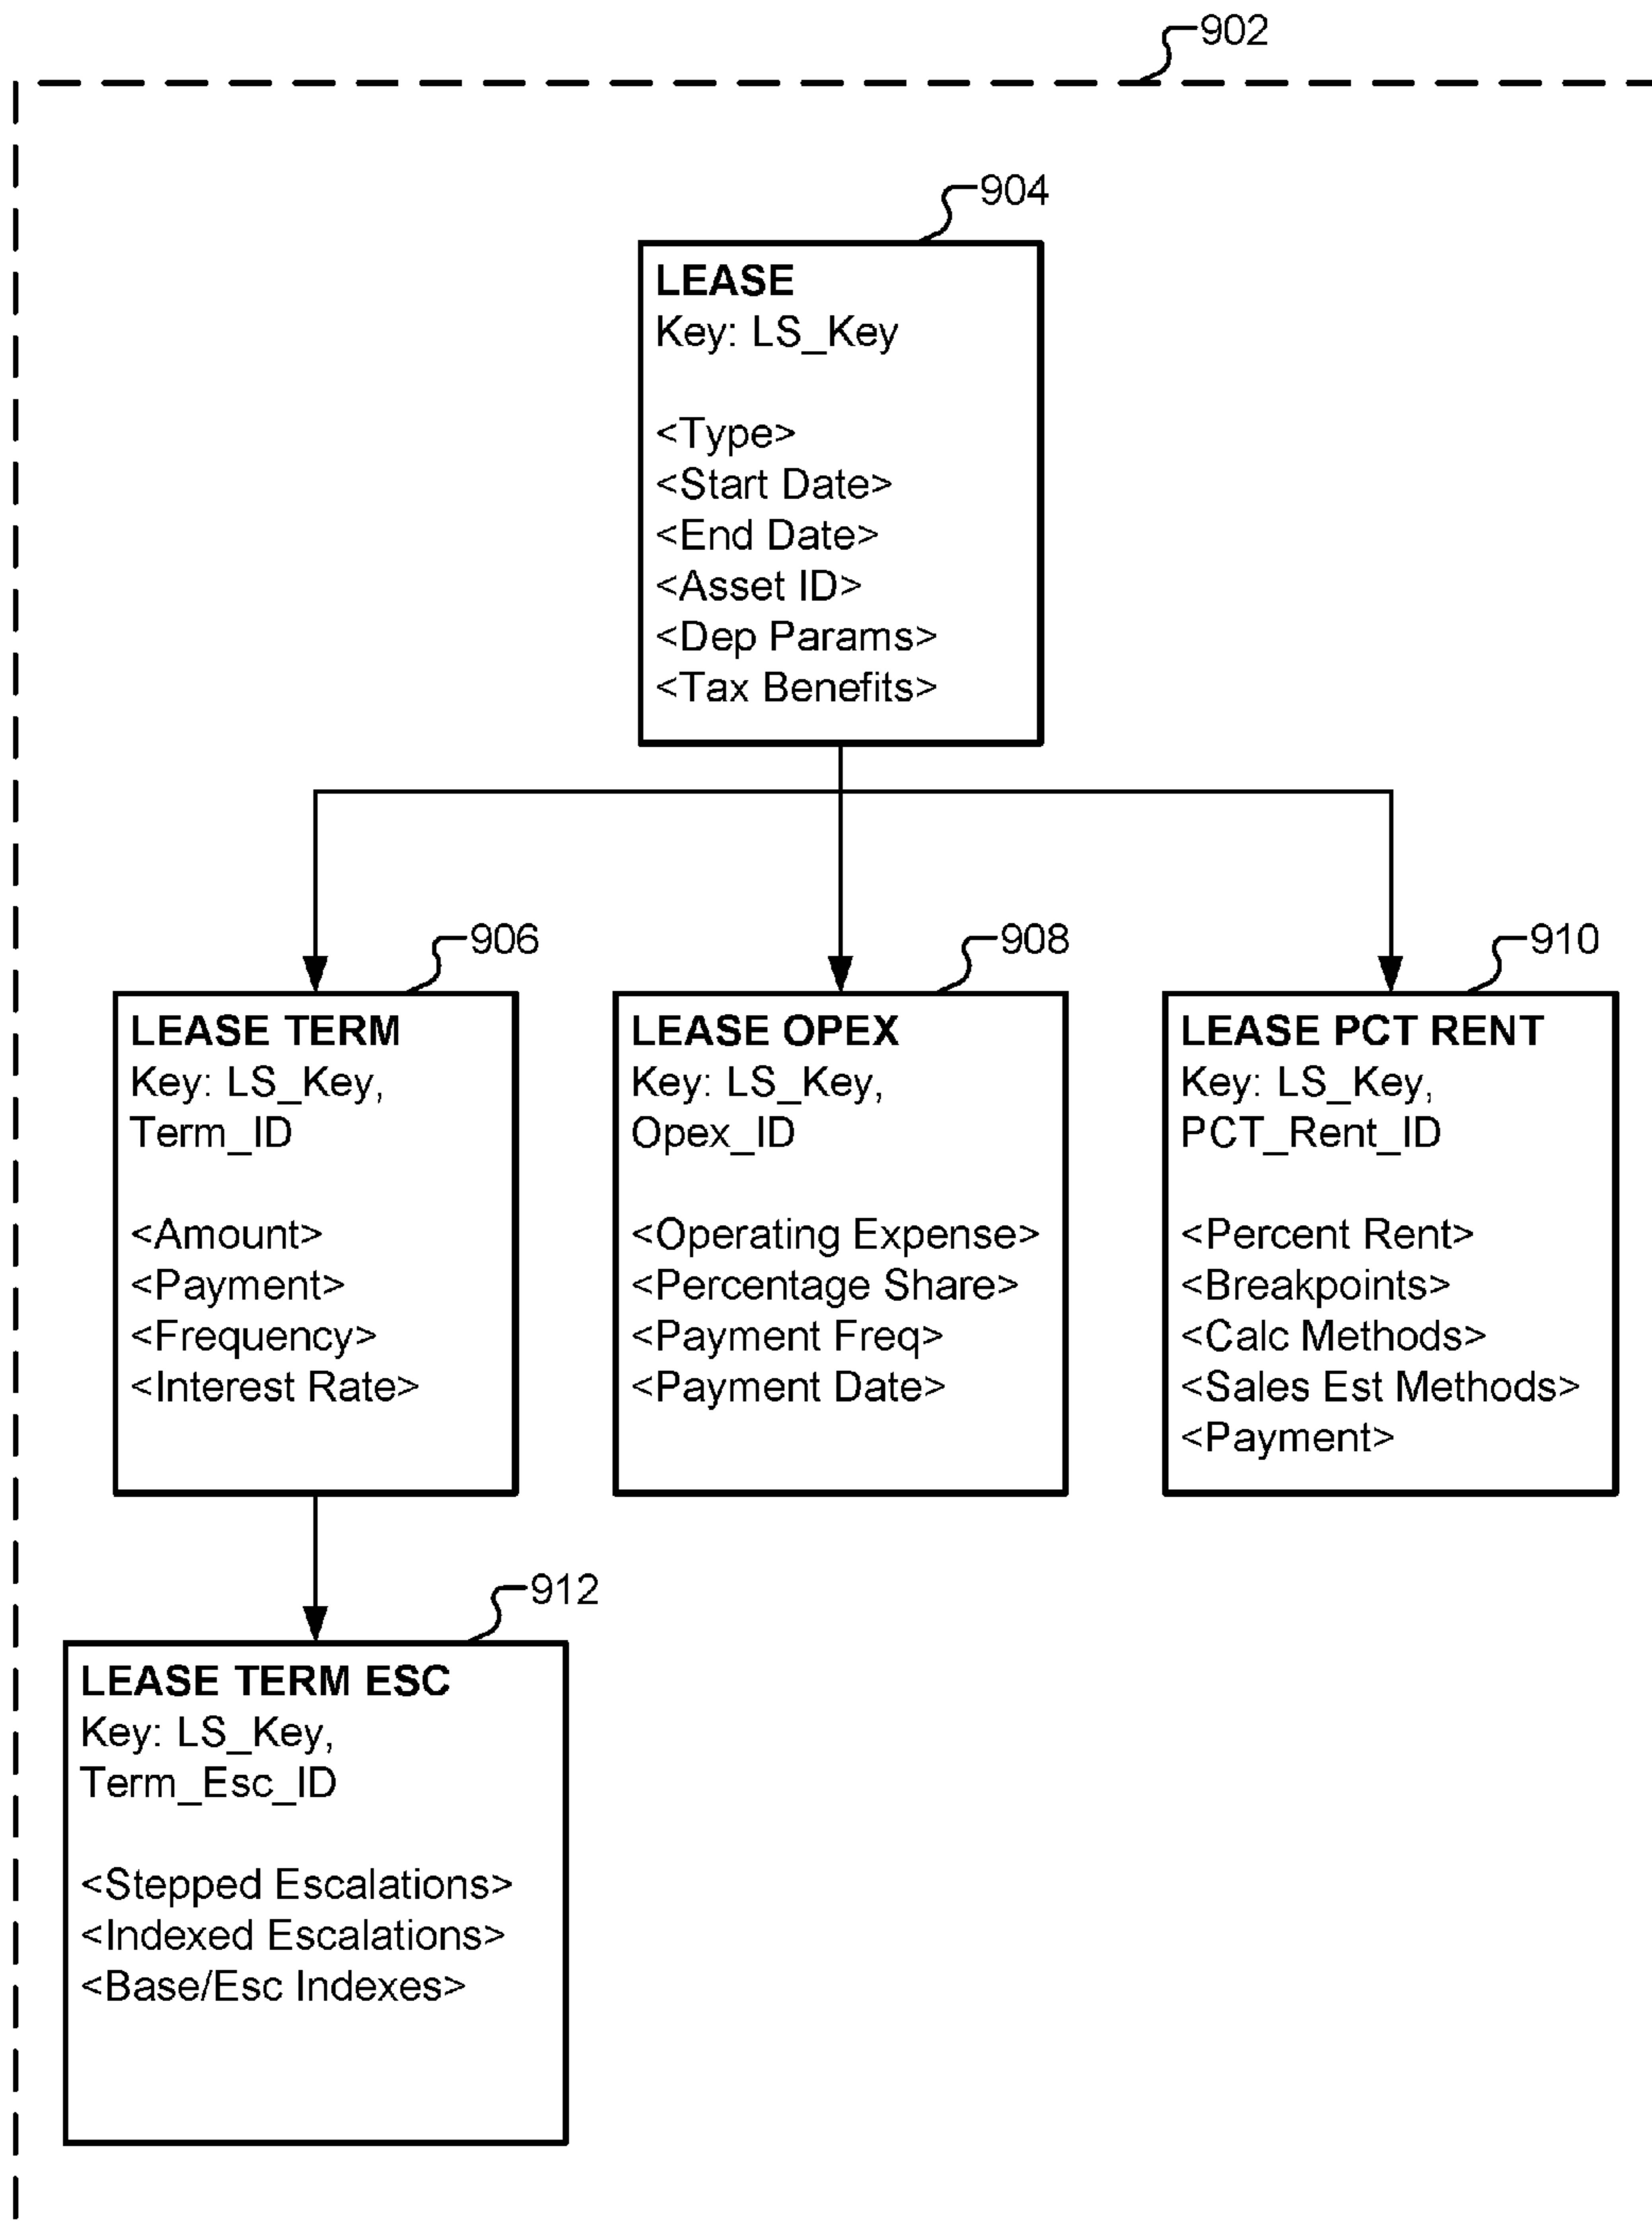 902
904
LEASE
Key: LS_Key
<Type>
<Start Date>
<End Date>
<Asset ID>
<Dep Params>
<Tax Benefits>
906
LEASE TERM
Key: LS_Key,
Term_ID
<Amount>
<Payment>
<Frequency>
<Interest Rate>
908
LEASE OPEX
Key: LS_Key,
Opex_ID
<Operating Expense>
<Percentage Share>
<Payment Freq>
<Payment Date>
910
LEASE PCT RENT
Key: LS_Key,
PCT_Rent_ID
<Percent Rent>
<Breakpoints>
<Calc Methods>
<Sales Est Methods>
<Payment>
912
LEASE TERM ESC
Key: LS_Key,
Term_Esc_ID
<Stepped Escalations>
<Indexed Escalations>
<Base/Esc Indexes>